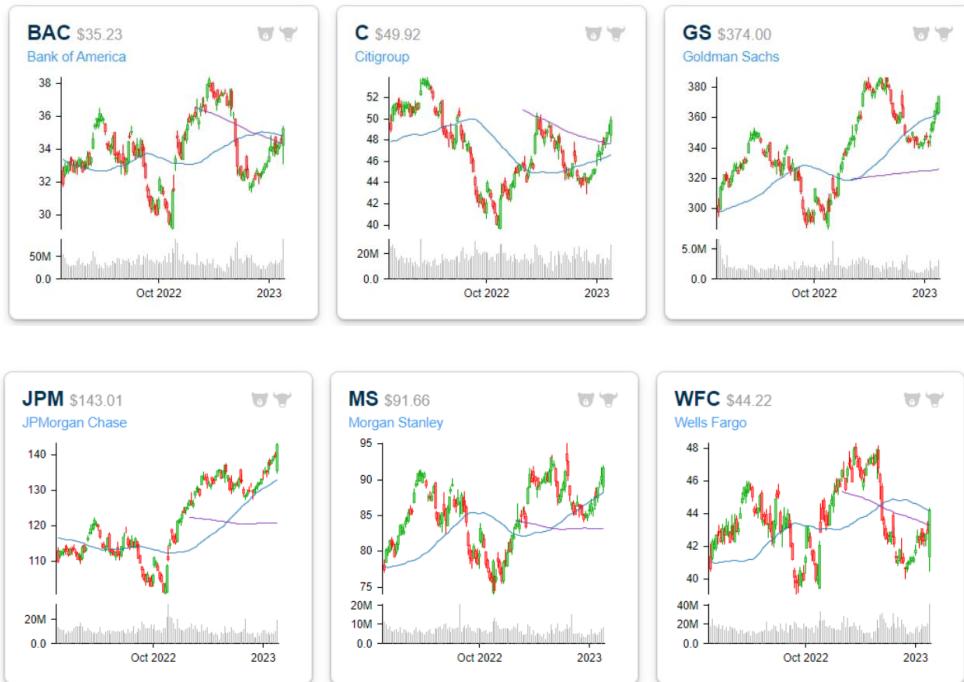 BAC $35.23
Bank of America
38
36
34
32
30
50M
0.0
Oct 2022 2023
C $49.92
Citigroup
52
50
48
46
44
42
40
20M
0.0
Oct 2022 2023
GS $374.00
Goldman Sachs
380
360
340
320
300
5.0M
0.0
Oct 2022 2023
JPM $143.01
JPMorgan Chase
140
130
120
110
20M
0.0
Oct 2022 2023
MS $91.66
Morgan Stanley
95
90
85
80
75
20M
10M
0.0
Oct 2022 2023
WFC $44.22
Wells Fargo
48
46
44
42
40
40M
20M
0.0
Oct 2022 2023